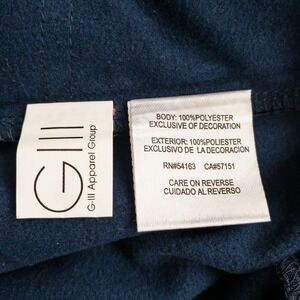 G-III
G-III Apparel Group
BODY: 100%POLYESTER
EXCLUSIVE OF DECORATION
EXTERIOR: 100%POLYESTER
EXCLUSIVO DE LA DECORACION
RN#54163 CA#57151
CARE ON REVERSE
CUIDADO AL REVERSO